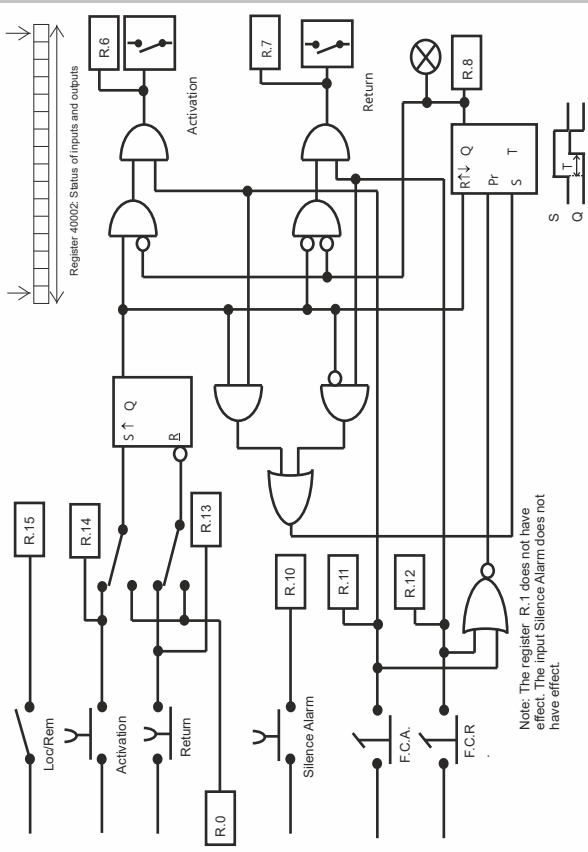 Loc/Rem
R.15
Activation
R.14
Return
R.13
R.0
Silence Alarm
R.10
F.C.A.
R.11
F.C.R
.
R.12
S ↑ Q
R
Register 40002: Status of inputs and outputs
R.6
Activation
R.7
Return
R.8
R↑↓ Q
Pr
S T
S
Q
T
Note: The register R.1 does not have
effect. The input Silence Alarm does not
have effect.